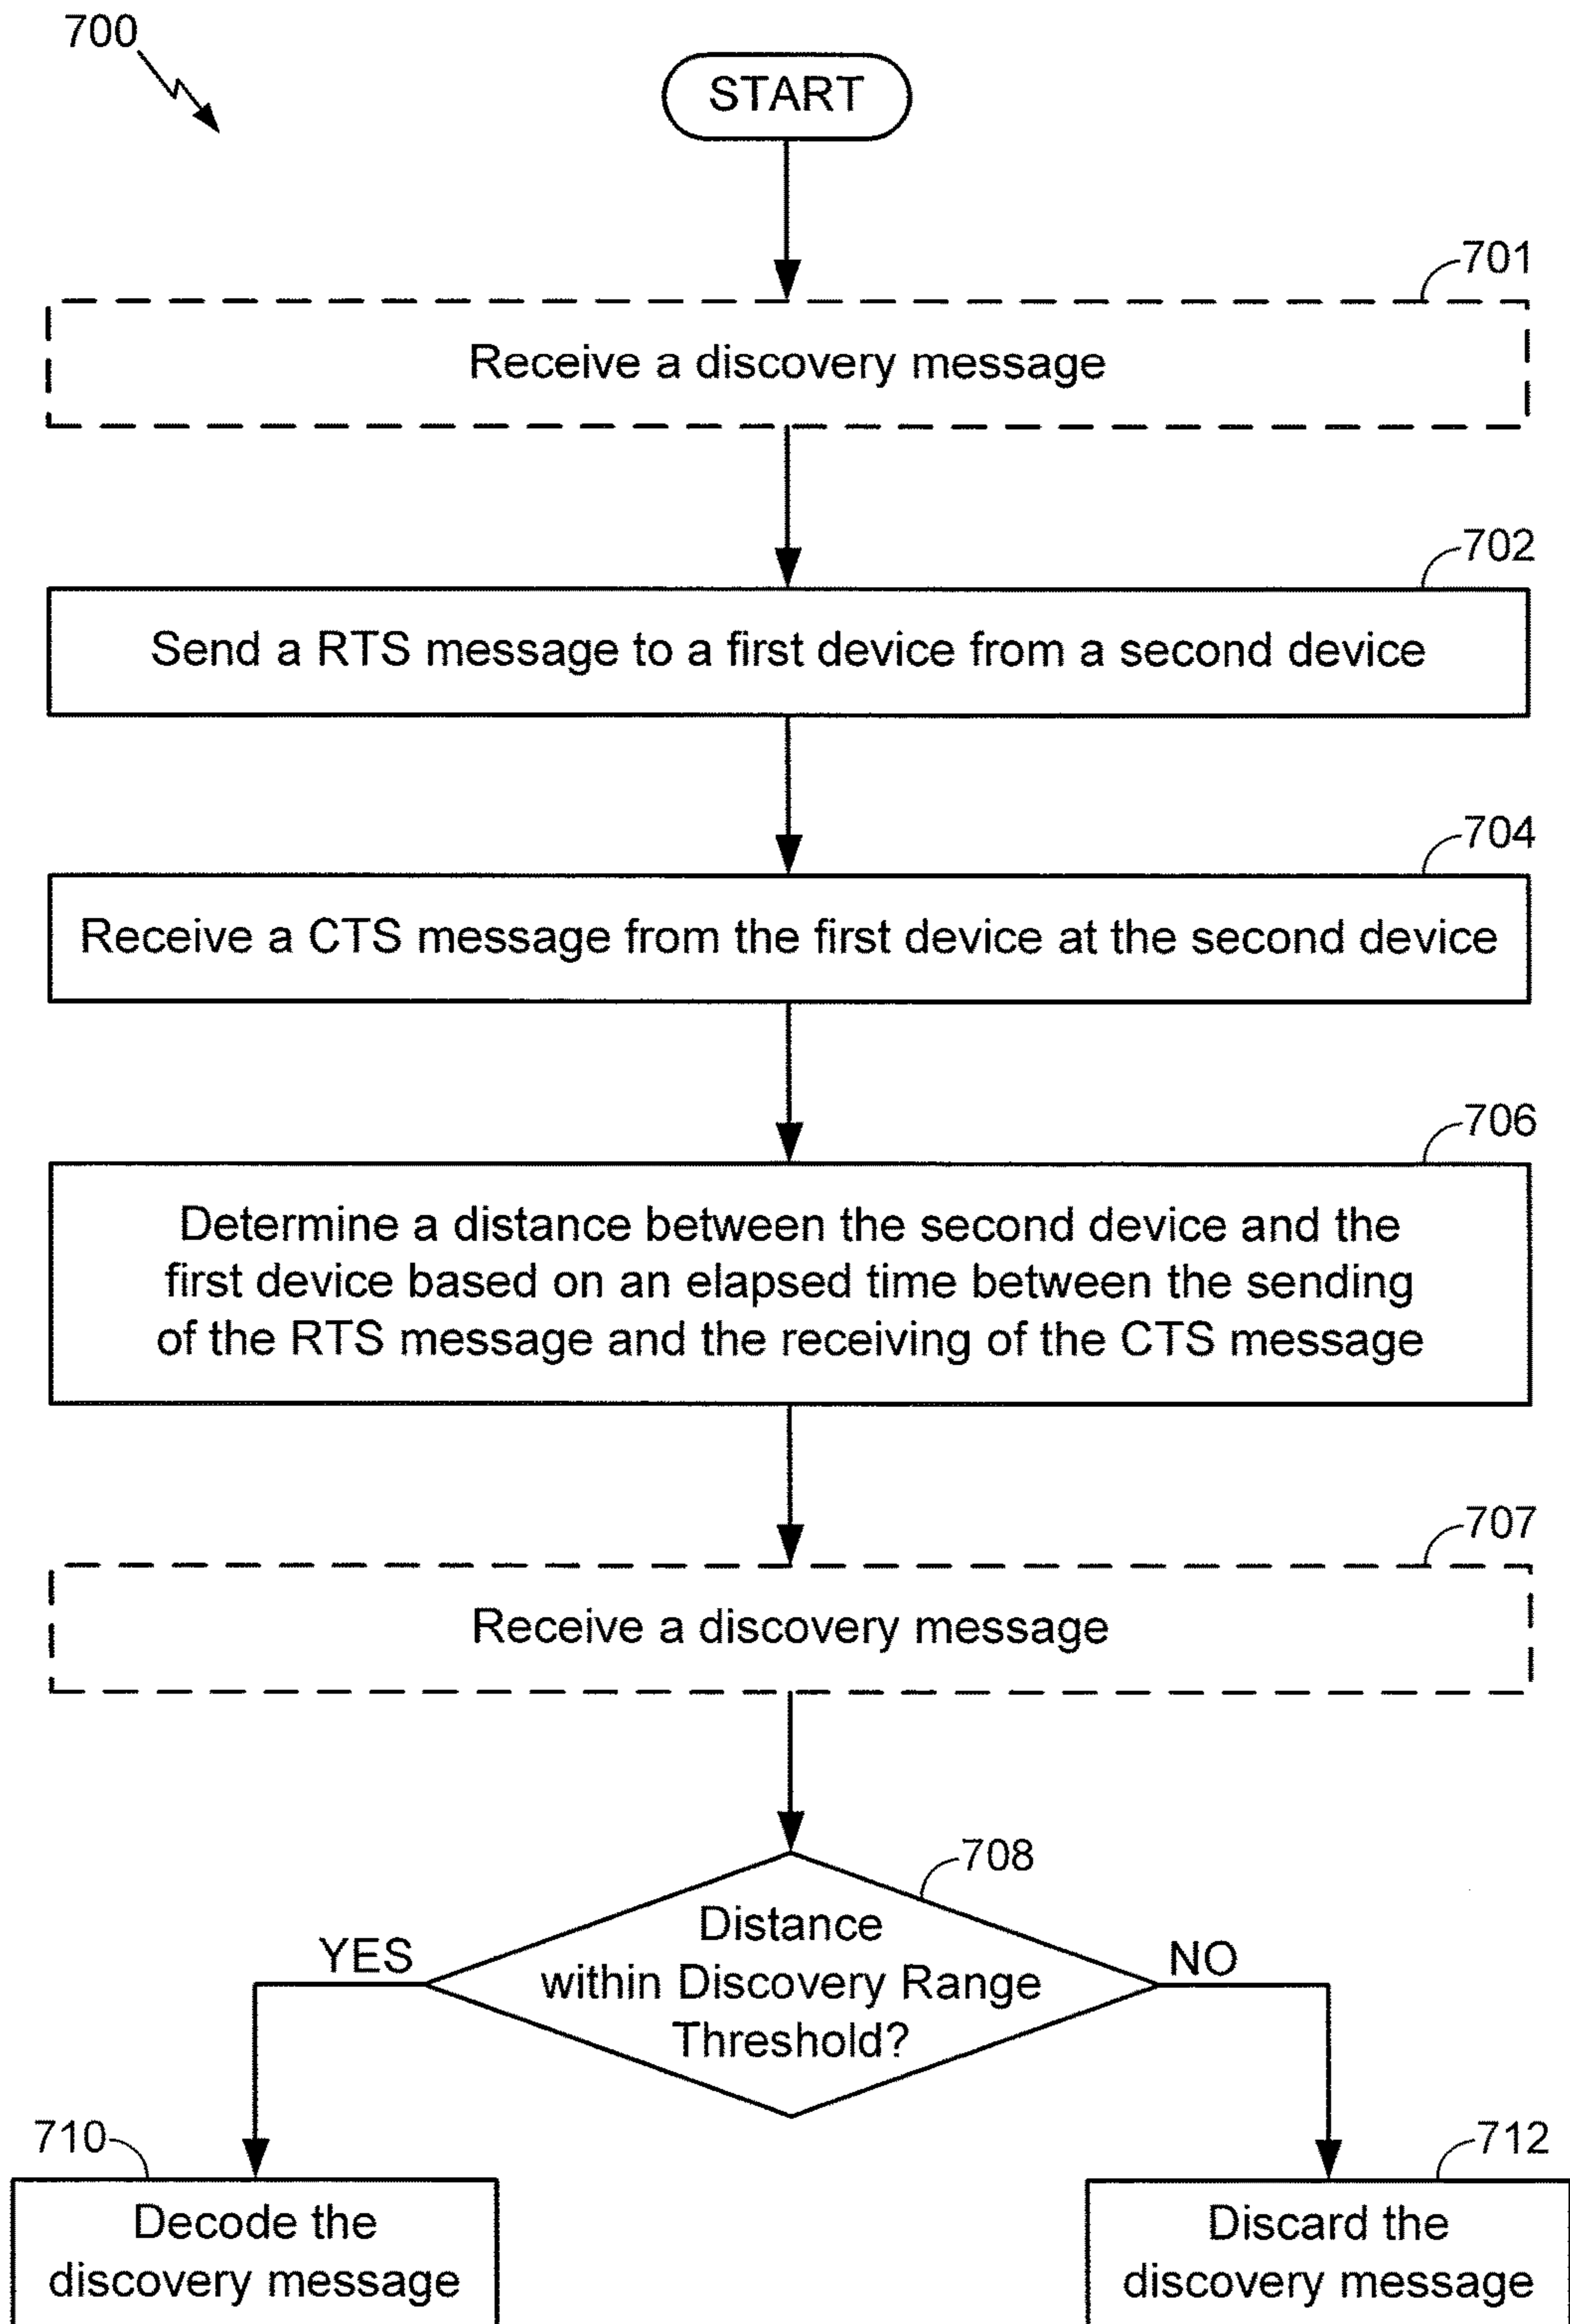 700
START
701
Receive a discovery message
702
Send a RTS message to a first device from a second device
704
Receive a CTS message from the first device at the second device
706
Determine a distance between the second device and the
first device based on an elapsed time between the sending
of the RTS message and the receiving of the CTS message
707
Receive a discovery message
708
Distance
within Discovery Range
Threshold?
YES
NO
710
Decode the
discovery message
712
Discard the
discovery message